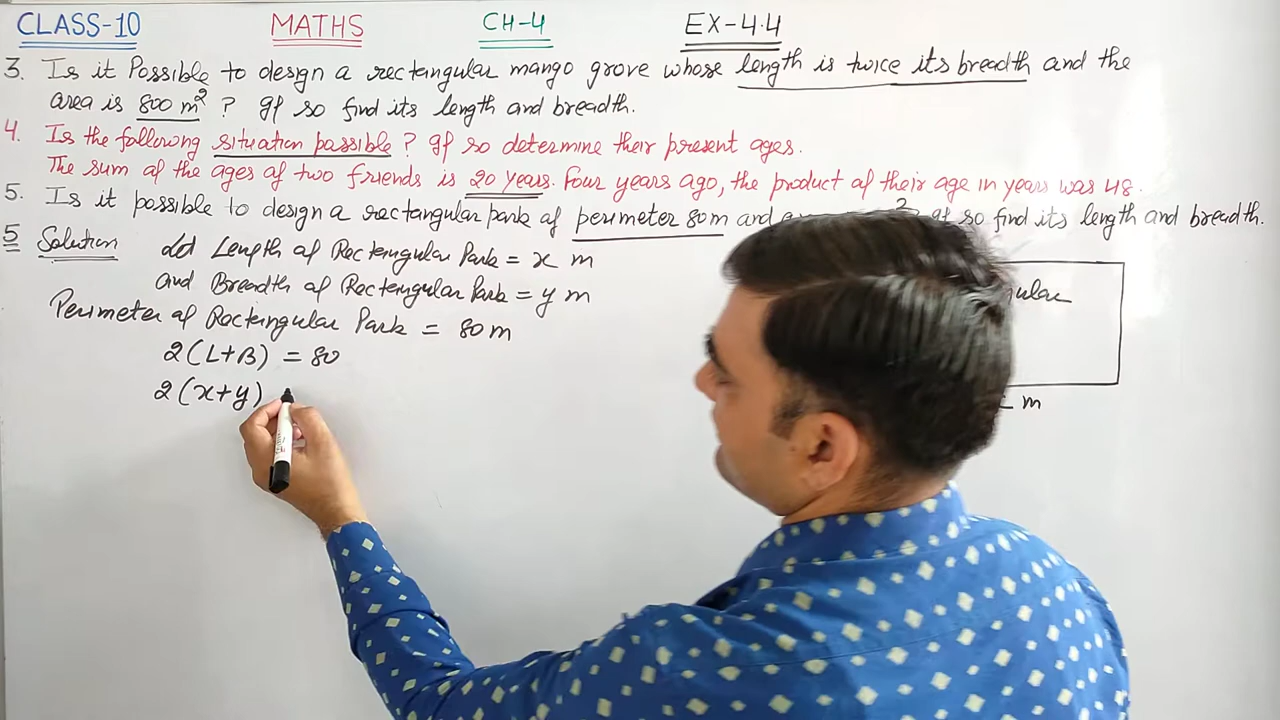 CLASS-10 MATHS CH-4 EX-4.4
3. Is it Possible to design a rectangular mango grove whose length is twice its breadth and the
area is 800 m² ? If so find its length and breadth.
4. Is the following situation possible ? If so determine their present ages.
The sum of the ages of two friends is 20 years. Four years ago, the product of their age in years was 48.
5. Is it possible to design a rectangular park of perimeter 80m and If so find its length and breadth.
5 Solution let Length of Rectangular Park = x m
and Breadth of Rectangular Park = y m
Perimeter of Rectangular Park = 80 m
2(L+B) = 80
2(x+y)
m